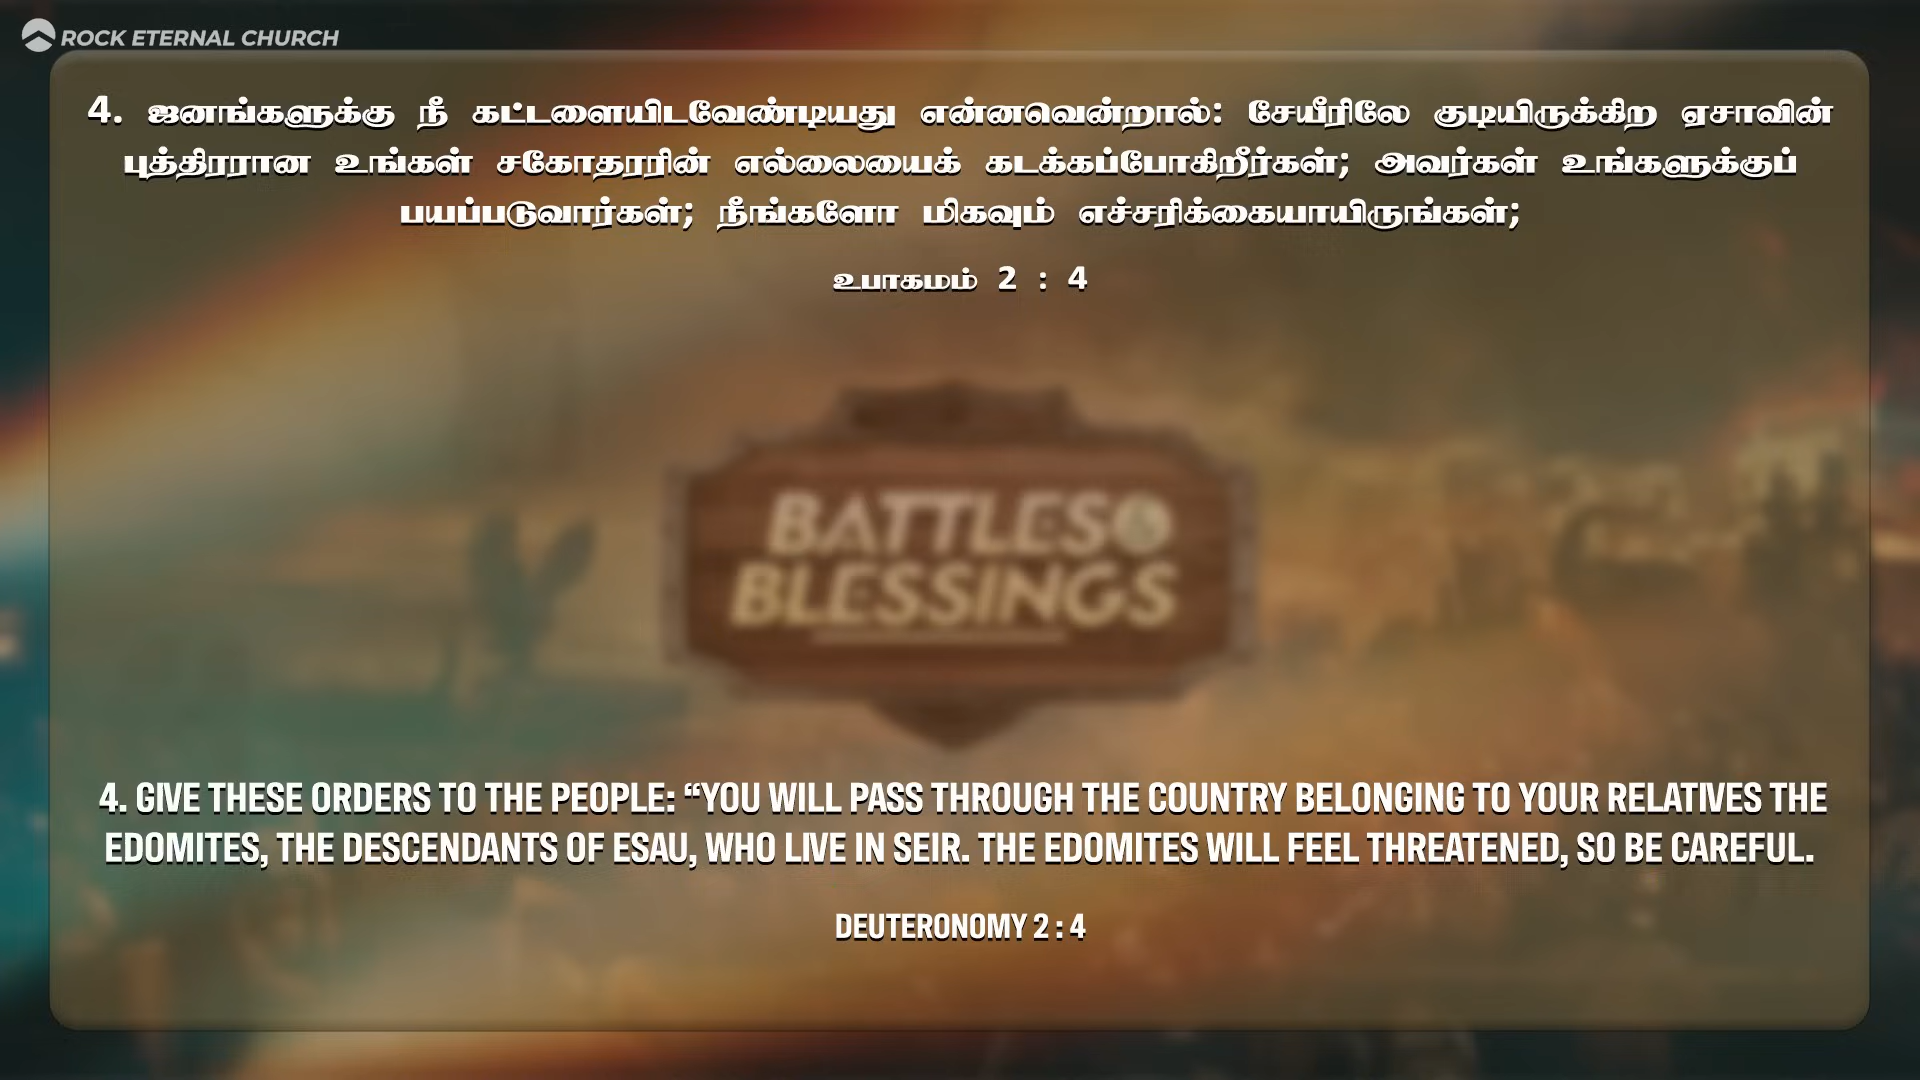 ROCK ETERNAL CHURCH
4. ஜனங்களுக்கு நீ கட்டளையிடவேண்டியது என்னவென்றால்: சேயீரிலே குடியிருக்கிற ஏசாவின்
புத்திரரான உங்கள் சகோதரரின் எல்லையைக் கடக்கப்போகிறீர்கள்; அவர்கள் உங்களுக்குப்
பயப்படுவார்கள்; நீங்களோ மிகவும் எச்சரிக்கையாயிருங்கள்;
உபாகமம் 2 : 4
BATTLES
BLESSINGS
4. GIVE THESE ORDERS TO THE PEOPLE: “YOU WILL PASS THROUGH THE COUNTRY BELONGING TO YOUR RELATIVES THE
EDOMITES, THE DESCENDANTS OF ESAU, WHO LIVE IN SEIR. THE EDOMITES WILL FEEL THREATENED, SO BE CAREFUL.
DEUTERONOMY 2 : 4